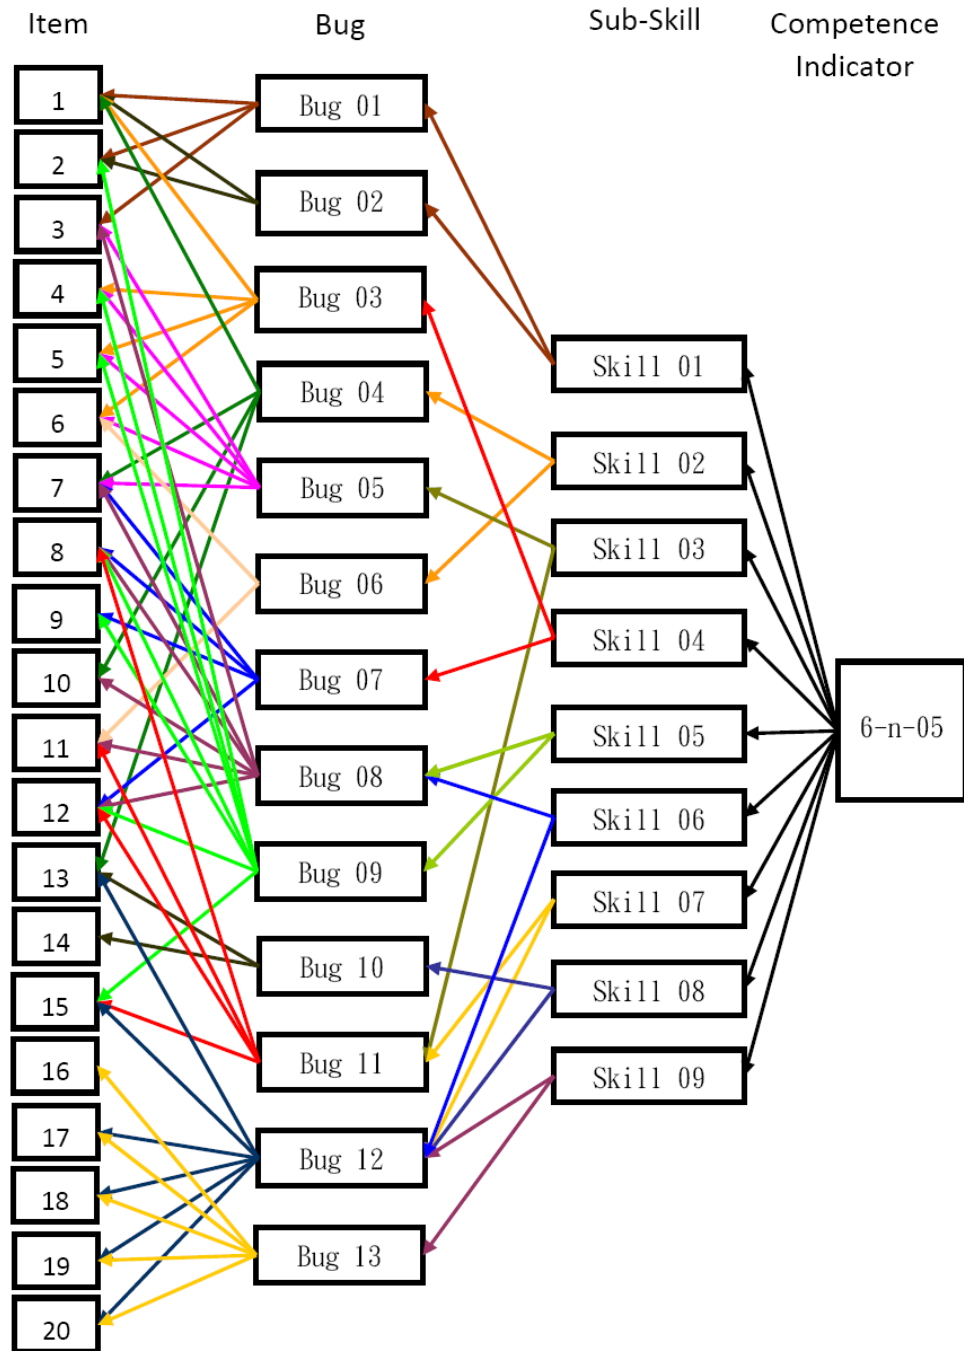 Item
Bug
Sub-Skill
Competence
Indicator
1
2
3
4
5
6
7
8
9
10
11
12
13
14
15
16
17
18
19
20
Bug 01
Bug 02
Bug 03
Bug 04
Bug 05
Bug 06
Bug 07
Bug 08
Bug 09
Bug 10
Bug 11
Bug 12
Bug 13
Skill 01
Skill 02
Skill 03
Skill 04
Skill 05
Skill 06
Skill 07
Skill 08
Skill 09
6-n-05